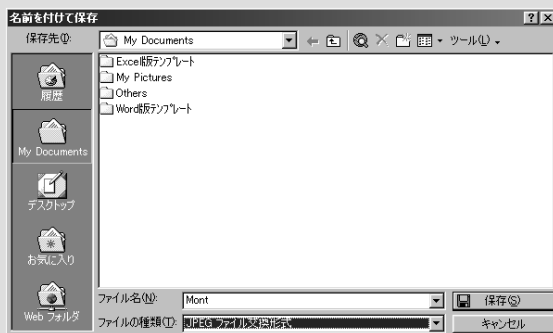 名前を付けて保存
保存先(I):
My Documents
ツール(L)
履歴
My Documents
デスクトップ
お気に入り
Web フォルダ
Excel版テンプレート
My Pictures
Others
Word版テンプレート
ファイル名(N):
Mont
保存(S)
ファイルの種類(T):
JPEG ファイル交換形式
キャンセル